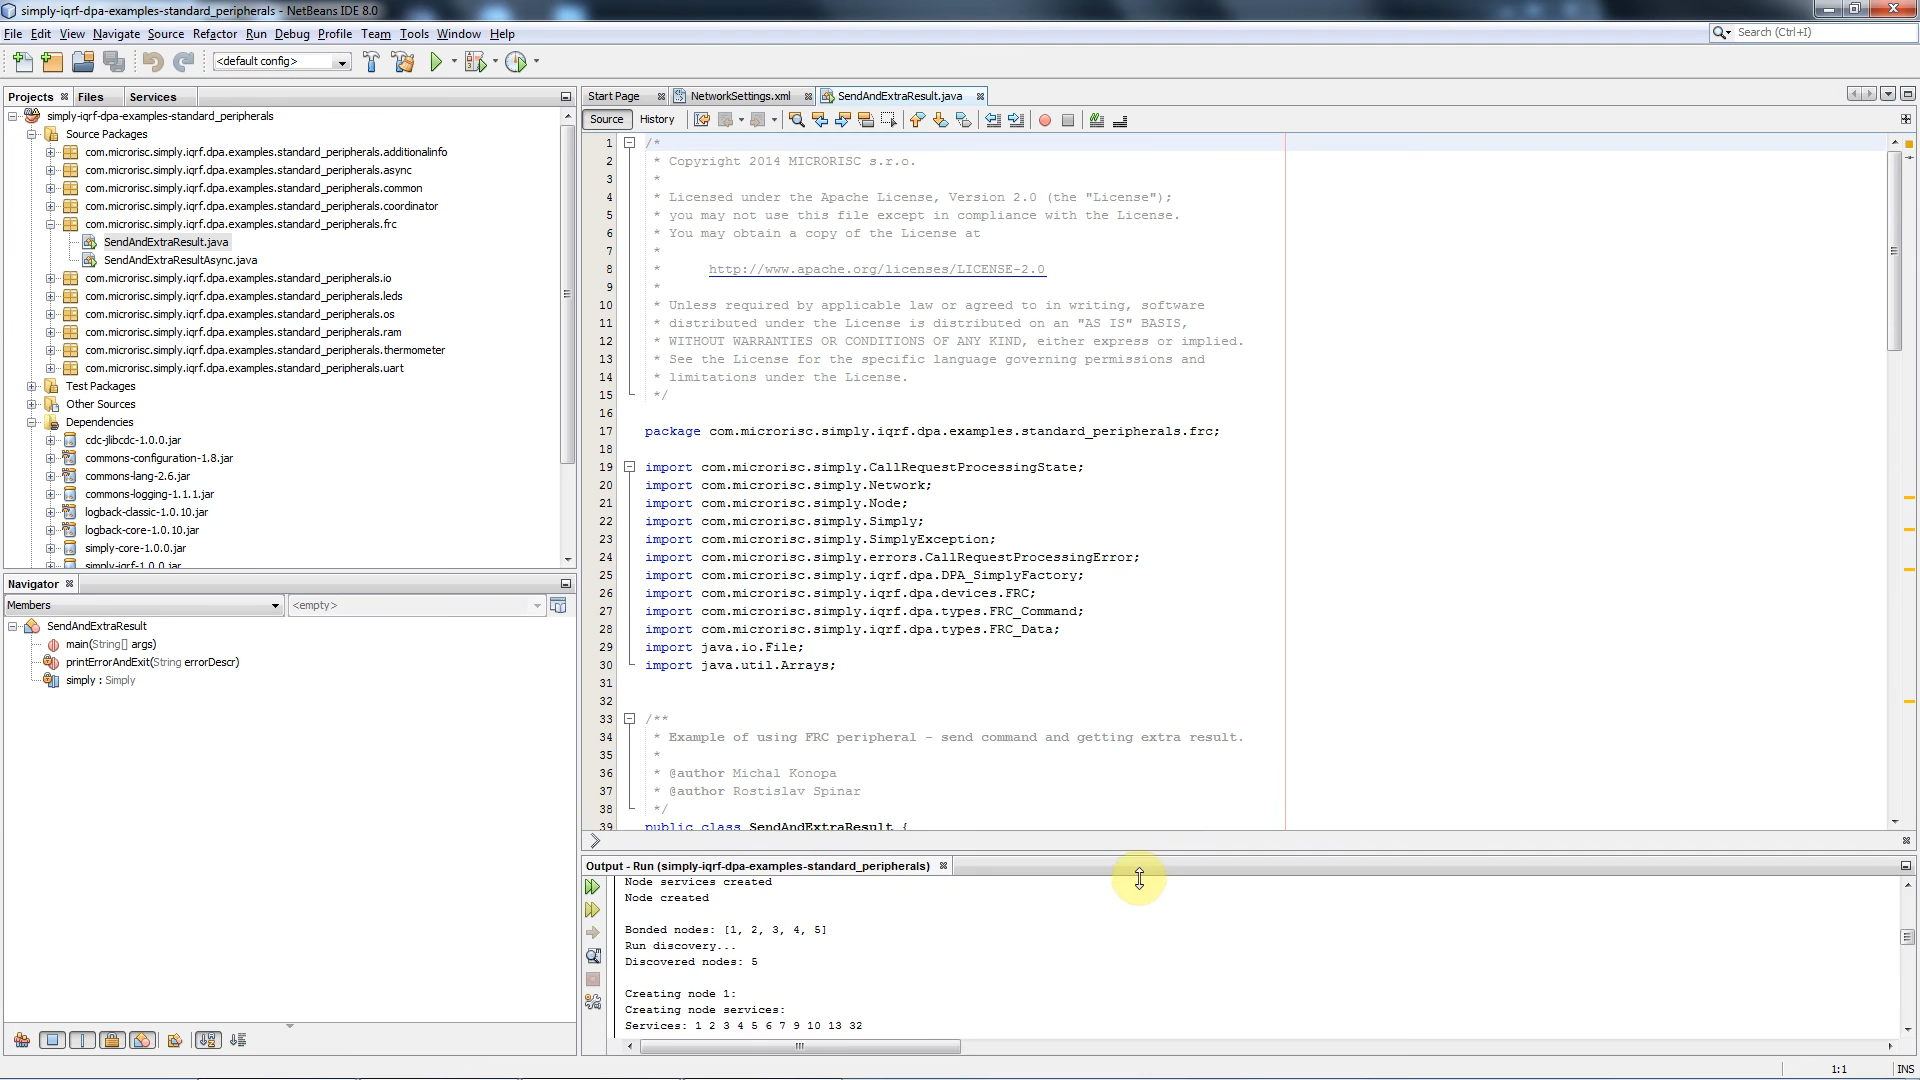 simply-iqrf-dpa-examples-standard_peripherals - NetBeans IDE 8.0
File Edit View Navigate Source Refactor Run Debug Profile Team Tools Window Help
Search (Ctrl+I)
<default config>
Projects Files Services
simply-iqrf-dpa-examples-standard_peripherals
Source Packages
com.microrisc.simply.iqrf.dpa.examples.standard_peripherals.additionalinfo
com.microrisc.simply.iqrf.dpa.examples.standard_peripherals.async
com.microrisc.simply.iqrf.dpa.examples.standard_peripherals.common
com.microrisc.simply.iqrf.dpa.examples.standard_peripherals.coordinator
com.microrisc.simply.iqrf.dpa.examples.standard_peripherals.frc
SendAndExtraResult.java
SendAndExtraResultAsync.java
com.microrisc.simply.iqrf.dpa.examples.standard_peripherals.io
com.microrisc.simply.iqrf.dpa.examples.standard_peripherals.leds
com.microrisc.simply.iqrf.dpa.examples.standard_peripherals.os
com.microrisc.simply.iqrf.dpa.examples.standard_peripherals.ram
com.microrisc.simply.iqrf.dpa.examples.standard_peripherals.thermometer
com.microrisc.simply.iqrf.dpa.examples.standard_peripherals.uart
Test Packages
Other Sources
Dependencies
cdc-jlibcdc-1.0.0.jar
commons-configuration-1.8.jar
commons-lang-2.6.jar
commons-logging-1.1.1.jar
logback-classic-1.0.10.jar
logback-core-1.0.10.jar
simply-core-1.0.0.jar
simply-iqrf-1.0.0.jar
Navigator
Members <empty>
SendAndExtraResult
main(String[] args)
printErrorAndExit(String errorDescr)
simply : Simply
Start Page NetworkSettings.xml SendAndExtraResult.java
Source History
1 /*
2 * Copyright 2014 MICRORISC s.r.o.
3 *
4 * Licensed under the Apache License, Version 2.0 (the "License");
5 * you may not use this file except in compliance with the License.
6 * You may obtain a copy of the License at
7 *
8 * http://www.apache.org/licenses/LICENSE-2.0
9 *
10 * Unless required by applicable law or agreed to in writing, software
11 * distributed under the License is distributed on an "AS IS" BASIS,
12 * WITHOUT WARRANTIES OR CONDITIONS OF ANY KIND, either express or implied.
13 * See the License for the specific language governing permissions and
14 * limitations under the License.
15 */
16
17 package com.microrisc.simply.iqrf.dpa.examples.standard_peripherals.frc;
18
19 import com.microrisc.simply.CallRequestProcessingState;
20 import com.microrisc.simply.Network;
21 import com.microrisc.simply.Node;
22 import com.microrisc.simply.Simply;
23 import com.microrisc.simply.SimplyException;
24 import com.microrisc.simply.errors.CallRequestProcessingError;
25 import com.microrisc.simply.iqrf.dpa.DPA_SimplyFactory;
26 import com.microrisc.simply.iqrf.dpa.devices.FRC;
27 import com.microrisc.simply.iqrf.dpa.types.FRC_Command;
28 import com.microrisc.simply.iqrf.dpa.types.FRC_Data;
29 import java.io.File;
30 import java.util.Arrays;
31
32
33 /**
34 * Example of using FRC peripheral - send command and getting extra result.
35 *
36 * @author Michal Konopa
37 * @author Rostislav Spinar
38 */
39 public class SendAndExtraResult {
Output - Run (simply-iqrf-dpa-examples-standard_peripherals)
Node services created
Node created
Bonded nodes: [1, 2, 3, 4, 5]
Run discovery...
Discovered nodes: 5
Creating node 1:
Creating node services:
Services: 1 2 3 4 5 6 7 9 10 13 32
1:1 INS